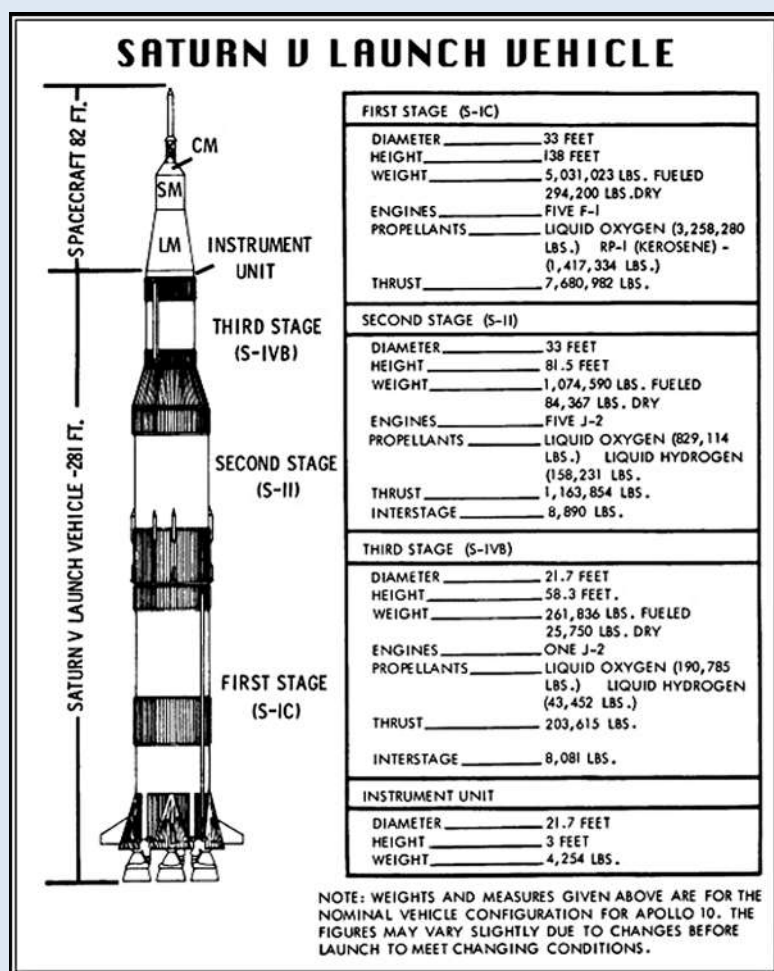 SATURN V LAUNCH VEHICLE
SPACECRAFT 82 FT.
SATURN V LAUNCH VEHICLE -281 FT.
CM
SM
LM
INSTRUMENT
UNIT
THIRD STAGE
(S-IVB)
SECOND STAGE
(S-II)
FIRST STAGE
(S-IC)
FIRST STAGE (S-IC)
DIAMETER 33 FEET
HEIGHT 138 FEET
WEIGHT 5,031,023 LBS. FUELED
294,200 LBS. DRY
ENGINES FIVE F-1
PROPELLANTS LIQUID OXYGEN (3,258,280
LBS.) RP-1 (KEROSENE) -
(1,417,334 LBS.)
THRUST 7,680,982 LBS.
SECOND STAGE (S-II)
DIAMETER 33 FEET
HEIGHT 81.5 FEET
WEIGHT 1,074,590 LBS. FUELED
84,367 LBS. DRY
ENGINES FIVE J-2
PROPELLANTS LIQUID OXYGEN (829,114
LBS.) LIQUID HYDROGEN
(158,231 LBS.
THRUST 1,163,854 LBS.
INTERSTAGE 8,890 LBS.
THIRD STAGE (S-IVB)
DIAMETER 21.7 FEET
HEIGHT 58.3 FEET.
WEIGHT 261,836 LBS. FUELED
25,750 LBS. DRY
ENGINES ONE J-2
PROPELLANTS LIQUID OXYGEN (190,785
LBS.) LIQUID HYDROGEN
(43,452 LBS.)
THRUST 203,615 LBS.
INTERSTAGE 8,081 LBS.
INSTRUMENT UNIT
DIAMETER 21.7 FEET
HEIGHT 3 FEET
WEIGHT 4,254 LBS.
NOTE: WEIGHTS AND MEASURES GIVEN ABOVE ARE FOR THE
NOMINAL VEHICLE CONFIGURATION FOR APOLLO 10. THE
FIGURES MAY VARY SLIGHTLY DUE TO CHANGES BEFORE
LAUNCH TO MEET CHANGING CONDITIONS.